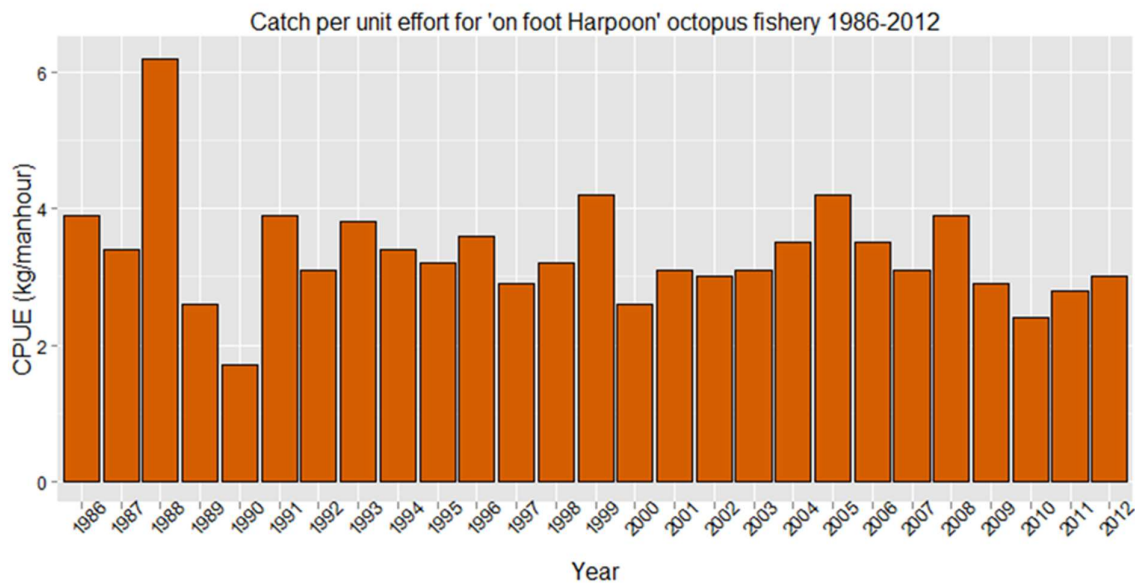 Catch per unit effort for 'on foot Harpoon' octopus fishery 1986-2012
6
4
2
0
CPUE (kg/manhour)
1986 1987 1988 1989 1990 1991 1992 1993 1994 1995 1996 1997 1998 1999 2000 2001 2002 2003 2004 2005 2006 2007 2008 2009 2010 2011 2012
Year